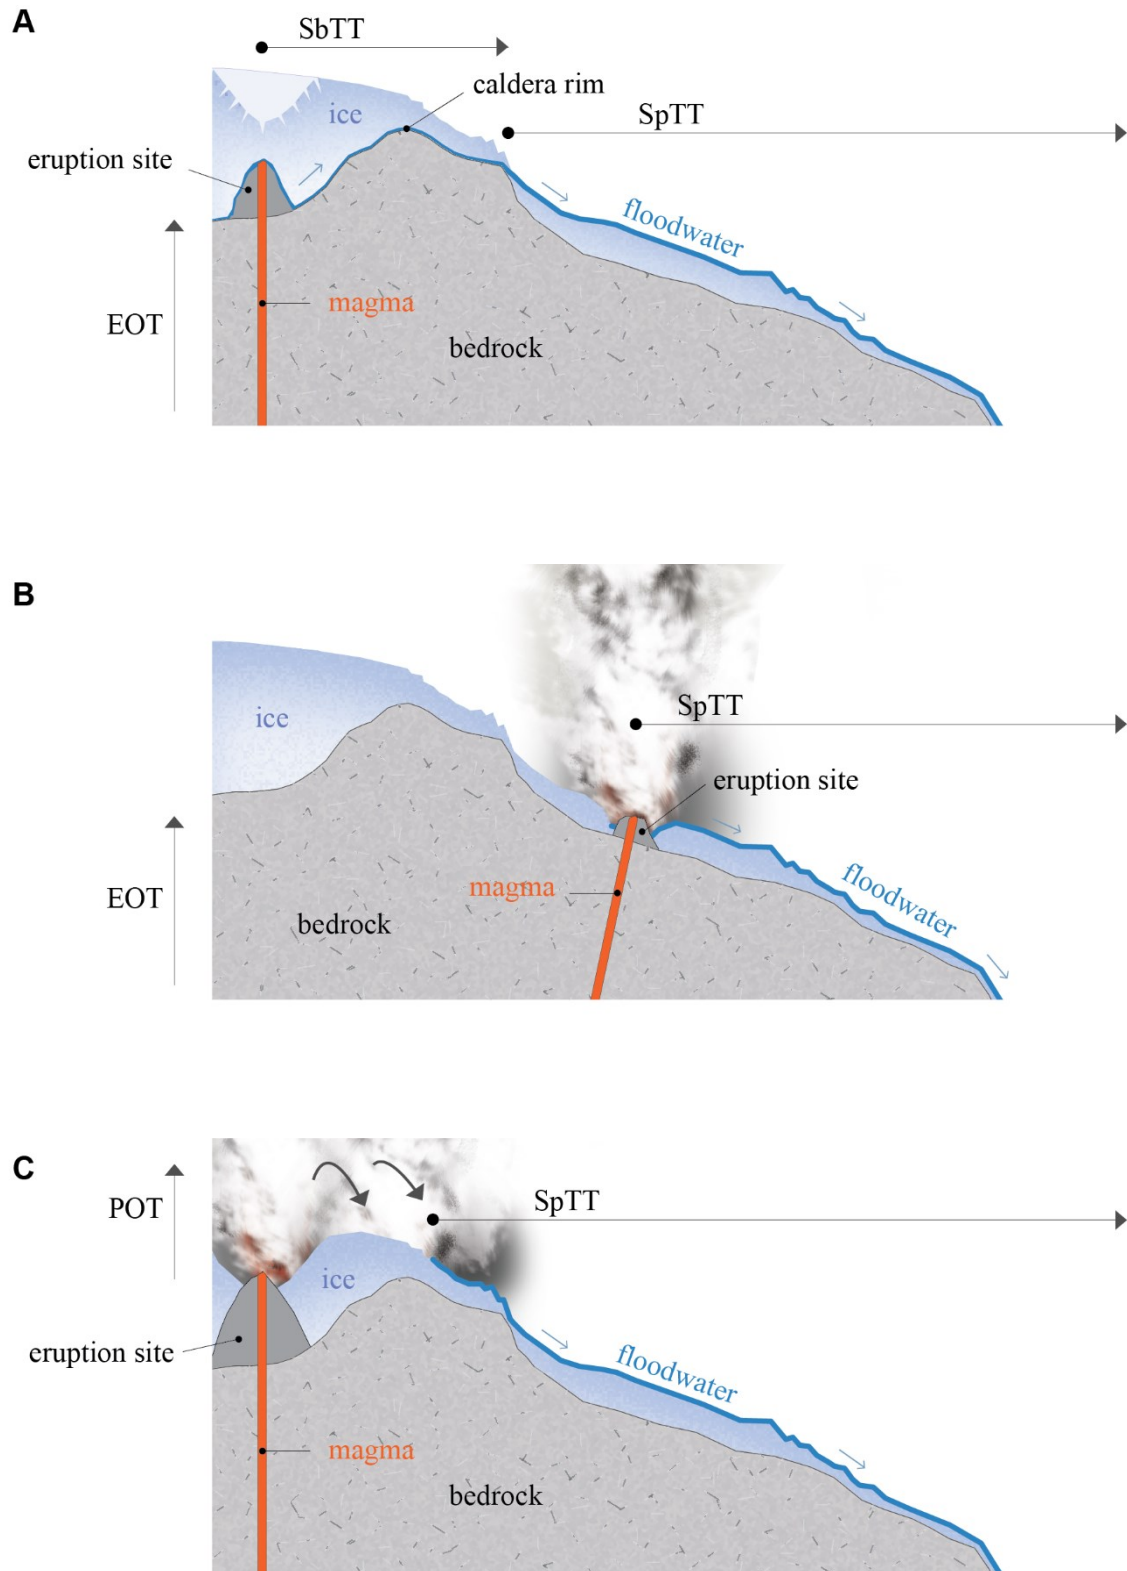 A
SbTT
caldera rim
ice
SpTT
eruption site
floodwater
magma
EOT
bedrock
B
SpTT
ice
eruption site
magma
floodwater
EOT
bedrock
C
POT
SpTT
ice
eruption site
floodwater
magma
bedrock